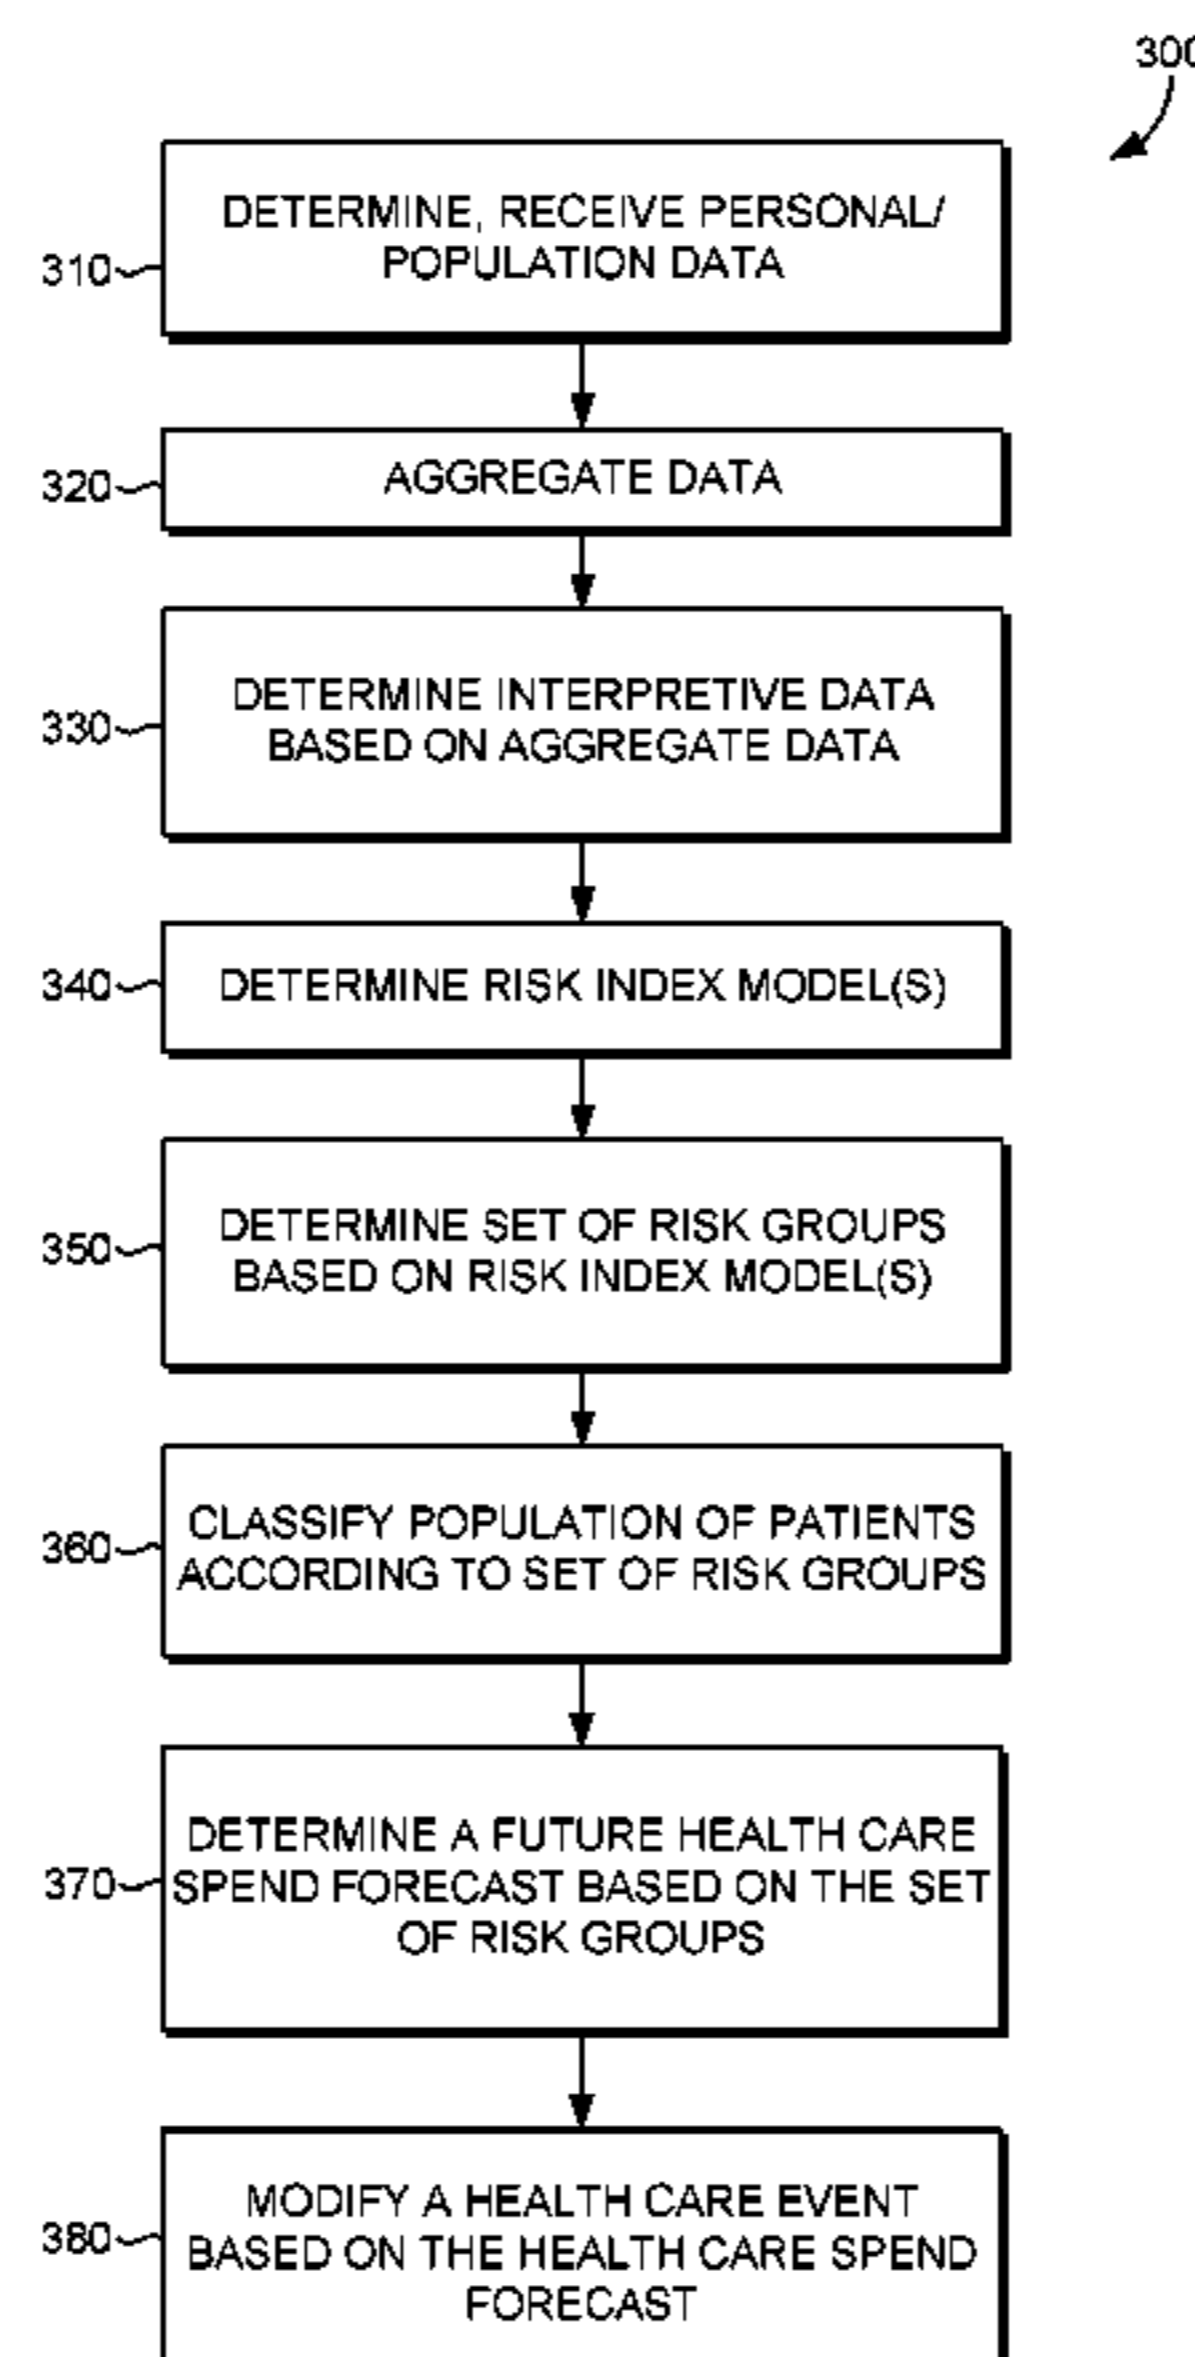 300
DETERMINE, RECEIVE PERSONAL/
POPULATION DATA
310
AGGREGATE DATA
320
DETERMINE INTERPRETIVE DATA
BASED ON AGGREGATE DATA
330
DETERMINE RISK INDEX MODEL(S)
340
DETERMINE SET OF RISK GROUPS
BASED ON RISK INDEX MODEL(S)
350
CLASSIFY POPULATION OF PATIENTS
ACCORDING TO SET OF RISK GROUPS
360
DETERMINE A FUTURE HEALTH CARE
SPEND FORECAST BASED ON THE SET
OF RISK GROUPS
370
MODIFY A HEALTH CARE EVENT
BASED ON THE HEALTH CARE SPEND
FORECAST
380